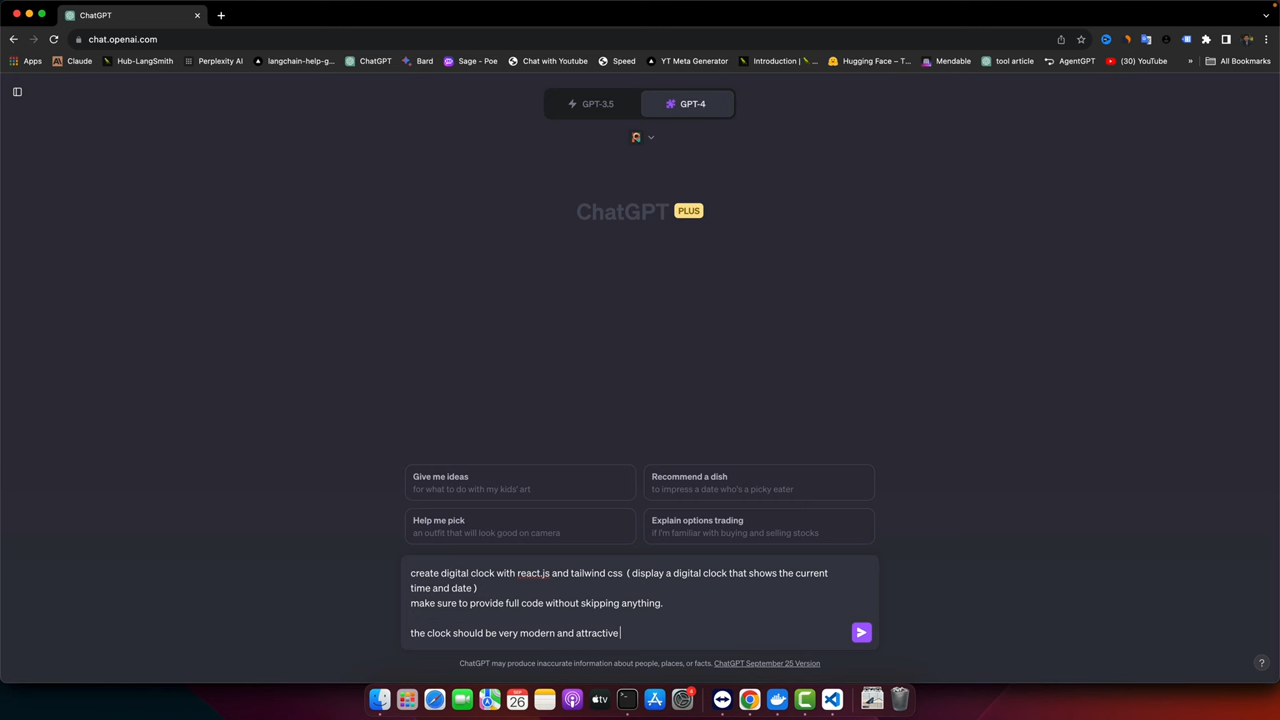 ChatGPT
chat.openai.com
Apps Claude Hub-LangSmith Perplexity AI langchain-help-g... ChatGPT Bard Sage - Poe Chat with Youtube Speed YT Meta Generator Introduction | 🦜... Hugging Face – T... Mendable tool article AgentGPT (30) YouTube » All Bookmarks
GPT-3.5 GPT-4
ChatGPT PLUS
Give me ideas
for what to do with my kids' art
Recommend a dish
to impress a date who's a picky eater
Help me pick
an outfit that will look good on camera
Explain options trading
if I'm familiar with buying and selling stocks
create digital clock with react.js and tailwind css ( display a digital clock that shows the current
time and date )
make sure to provide full code without skipping anything.
the clock should be very modern and attractive
ChatGPT may produce inaccurate information about people, places, or facts. ChatGPT September 25 Version
?
SEP
26
tv
4